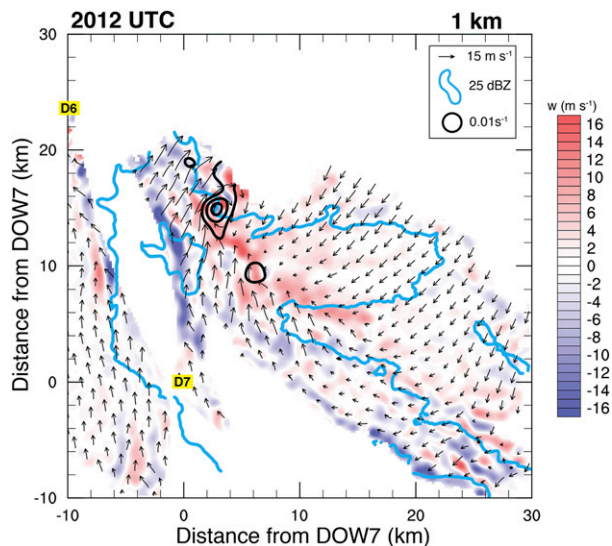 2012 UTC 1 km
30
20
10
0
-10
-10 0 10 20 30
Distance from DOW7 (km)
Distance from DOW7 (km)
D6
D7
15 m s⁻¹
25 dBZ
0.01s⁻¹
w (m s⁻¹)
16
14
12
10
8
6
4
2
0
-2
-4
-6
-8
-10
-12
-14
-16